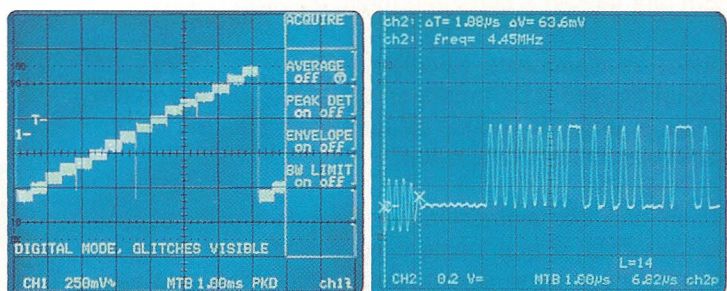 ACQUIRE
AVERAGE
off
PEAK DET
on off
ENVELOPE
on off
BW LIMIT
on off
T-
1-
DIGITAL MODE, GLITCHES VISIBLE
CH1 250mV~ MTB 1.00ms PKD
ch2: ΔT= 1.08µs ΔV= 63.6mV
ch2: Freq= 4.45MHz
L=14
CH2: 0.2 V= MTB 1.00µs 6.82µs ch2p